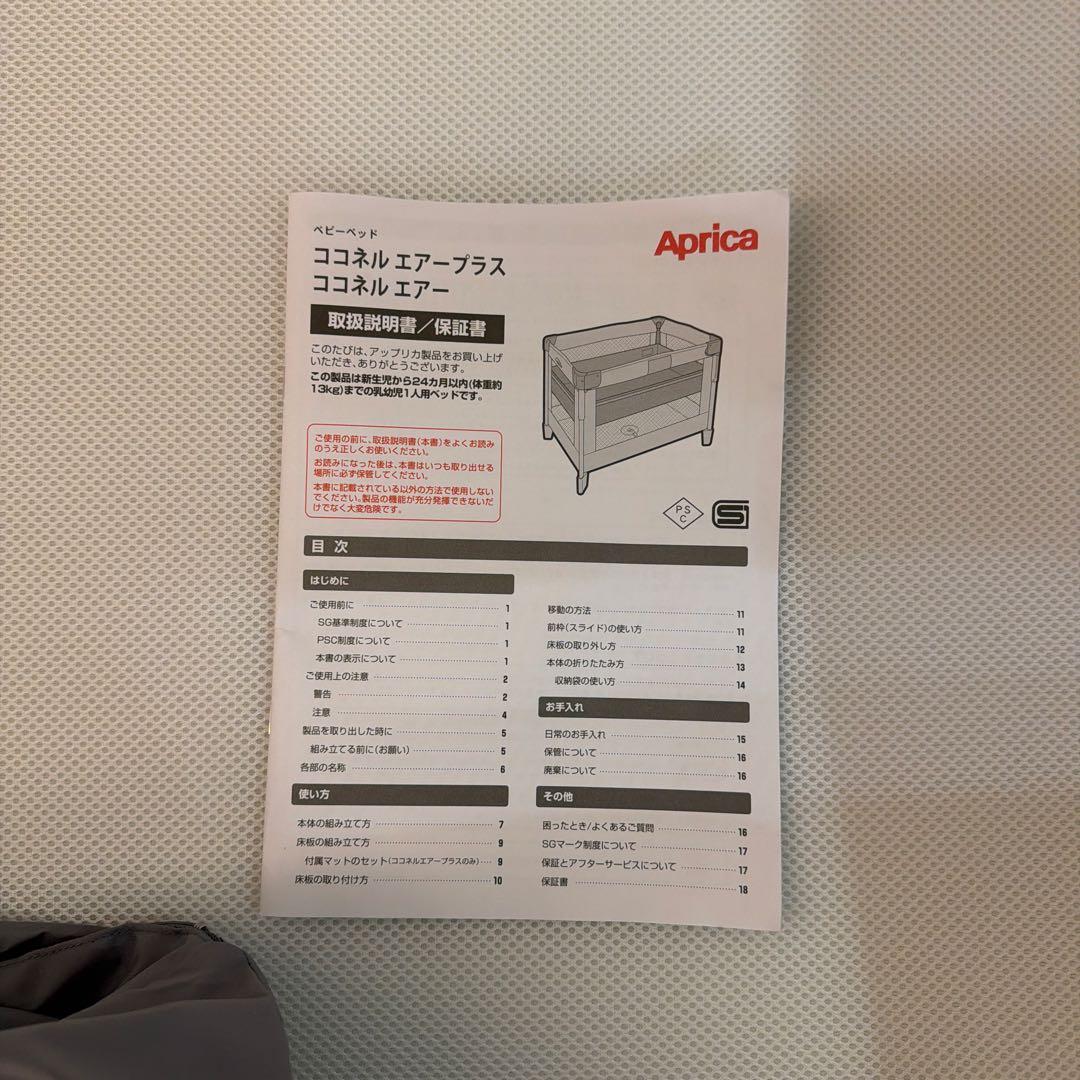 ベビーベッド
ココネル エアープラス
ココネル エアー
Aprica
取扱説明書／保証書
このたびは、アップリカ製品をお買い上げ
いただき、ありがとうございます。
この製品は新生児から24カ月以内(体重約
13kg)までの乳幼児1人用ベッドです。
ご使用の前に、取扱説明書(本書)をよくお読み
のうえ正しくお使いください。
お読みになった後は、本書はいつも取り出せる
場所に必ず保管してください。
本書に記載されている以外の方法で使用しない
でください。製品の機能が充分発揮できないだ
けでなく大変危険です。
PS
C
目 次
はじめに
ご使用前に 1
SG基準制度について 1
PSC制度について 1
本書の表示について 1
ご使用上の注意 2
警告 2
注意 4
製品を取り出した時に 5
組み立てる前に(お願い) 5
各部の名称 6
使い方
本体の組み立て方 7
床板の組み立て方 9
付属マットのセット(ココネルエアープラスのみ) 9
床板の取り付け方 10
移動の方法 11
前枠(スライド)の使い方 11
床板の取り外し方 12
本体の折りたたみ方 13
収納袋の使い方 14
お手入れ
日常のお手入れ 15
保管について 16
廃棄について 16
その他
困ったとき/よくあるご質問 16
SGマーク制度について 17
保証とアフターサービスについて 17
保証書 18